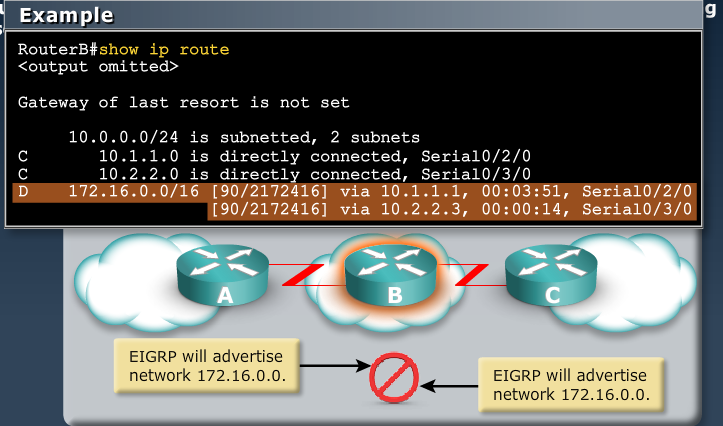 Example
g
RouterB#show ip route
<output omitted>
Gateway of last resort is not set
10.0.0.0/24 is subnetted, 2 subnets
C 10.1.1.0 is directly connected, Serial0/2/0
C 10.2.2.0 is directly connected, Serial0/3/0
D 172.16.0.0/16 [90/2172416] via 10.1.1.1, 00:03:51, Serial0/2/0
[90/2172416] via 10.2.2.3, 00:00:14, Serial0/3/0
A B C
EIGRP will advertise
network 172.16.0.0.
EIGRP will advertise
network 172.16.0.0.